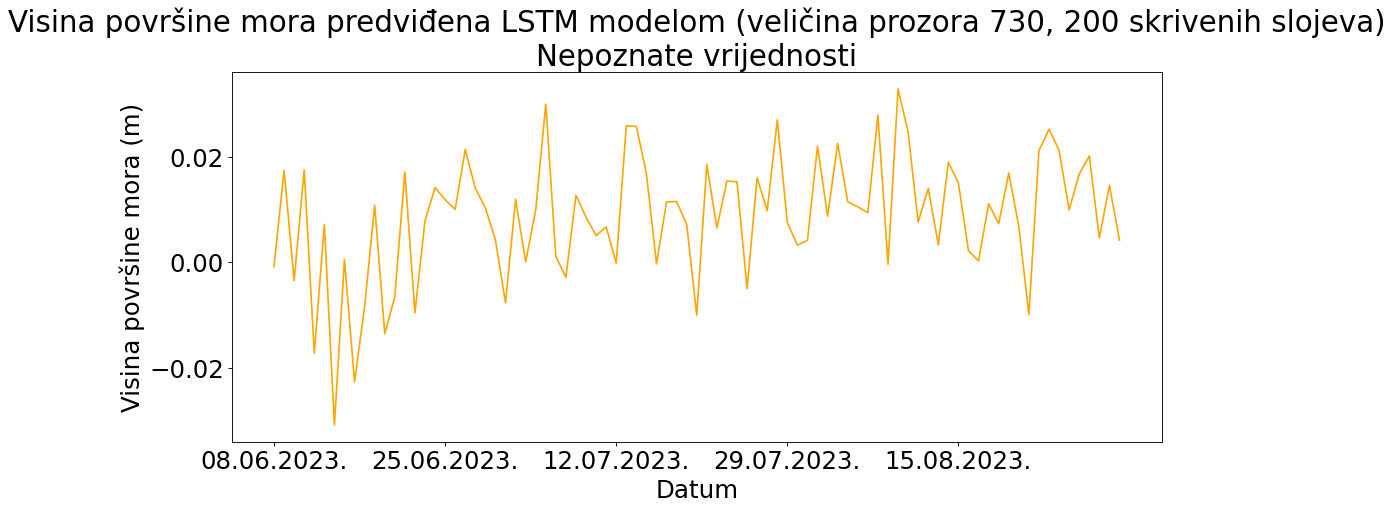 Visina površine mora predviđena LSTM modelom (veličina prozora 730, 200 skrivenih slojeva)
Nepoznate vrijednosti
Visina površine mora (m)
0.02
0.00
−0.02
08.06.2023. 25.06.2023. 12.07.2023. 29.07.2023. 15.08.2023.
Datum